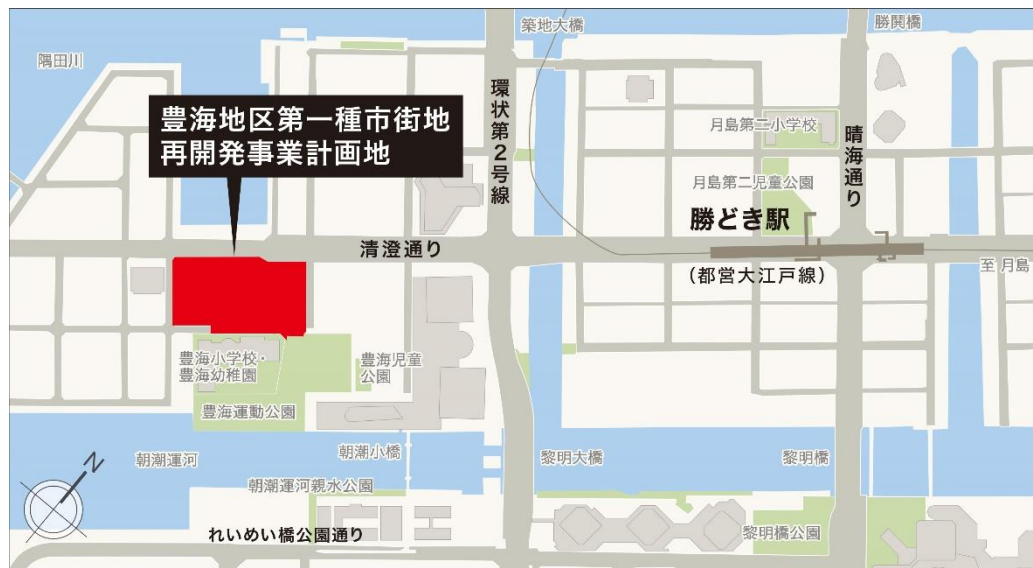 築地大橋
勝関橋
隅田川
豊海地区第一種市街地
再開発事業計画地
環状第2号線
月島第二小学校
晴海通り
月島第二児童公園
勝どき駅
清澄通り
(都営大江戸線)
至 月島
豊海小学校・
豊海幼稚園
豊海児童
公園
豊海運動公園
朝潮運河
朝潮小橋
黎明大橋
黎明橋
N
朝潮運河親水公園
れいめい橋公園通り
黎明橋公園